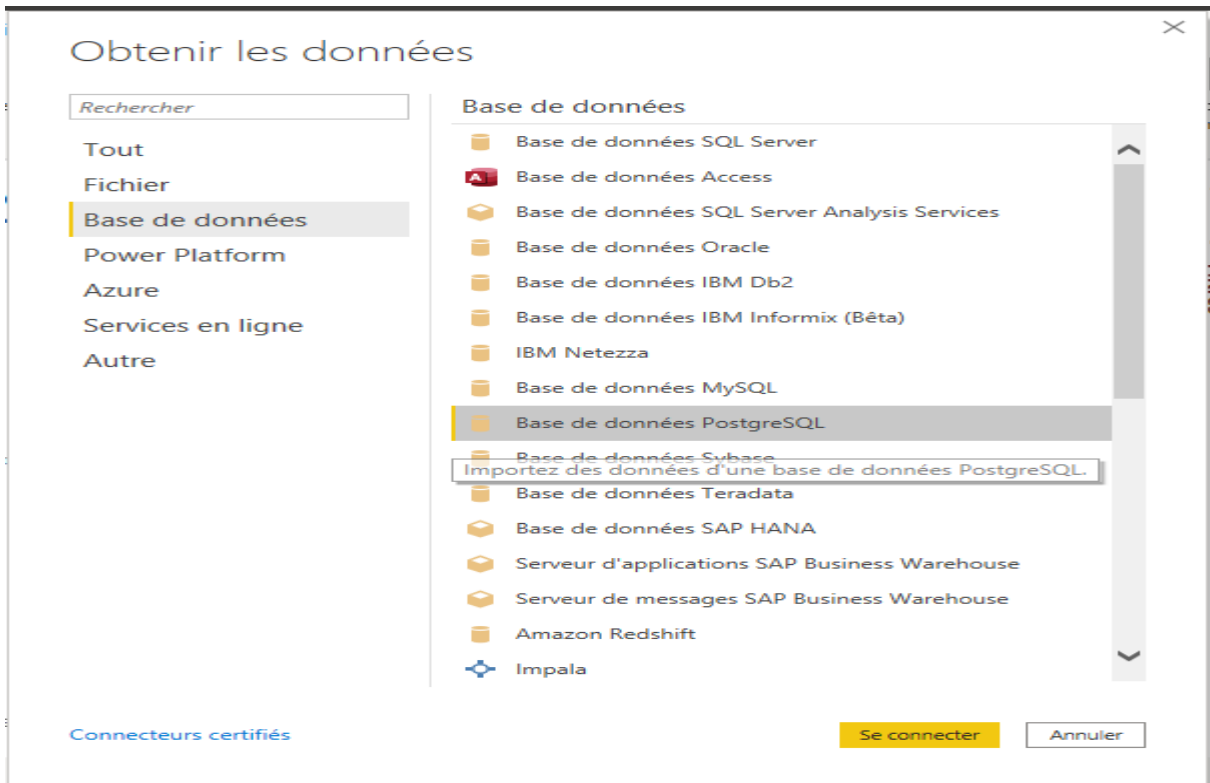 Obtenir les données
Rechercher
Tout
Fichier
Base de données
Power Platform
Azure
Services en ligne
Autre
Base de données
Base de données SQL Server
Base de données Access
Base de données SQL Server Analysis Services
Base de données Oracle
Base de données IBM Db2
Base de données IBM Informix (Bêta)
IBM Netezza
Base de données MySQL
Base de données PostgreSQL
Base de données Sybase
Importez des données d'une base de données PostgreSQL.
Base de données Teradata
Base de données SAP HANA
Serveur d'applications SAP Business Warehouse
Serveur de messages SAP Business Warehouse
Amazon Redshift
Impala
Connecteurs certifiés
Se connecter
Annuler